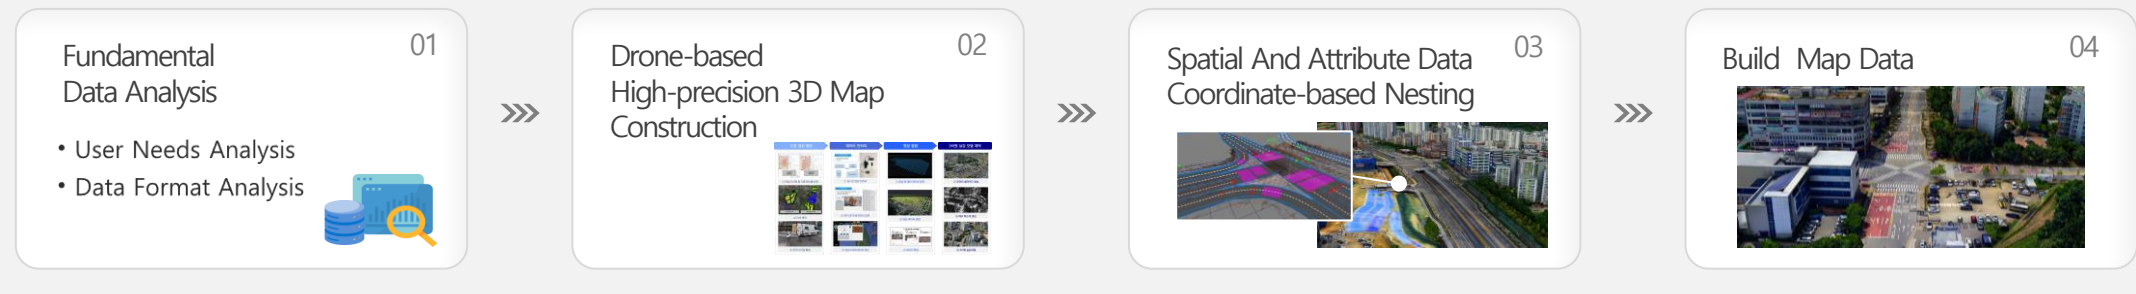 01
Fundamental
Data Analysis
• User Needs Analysis
• Data Format Analysis
02
Drone-based
High-precision 3D Map
Construction
03
Spatial And Attribute Data
Coordinate-based Nesting
04
Build Map Data